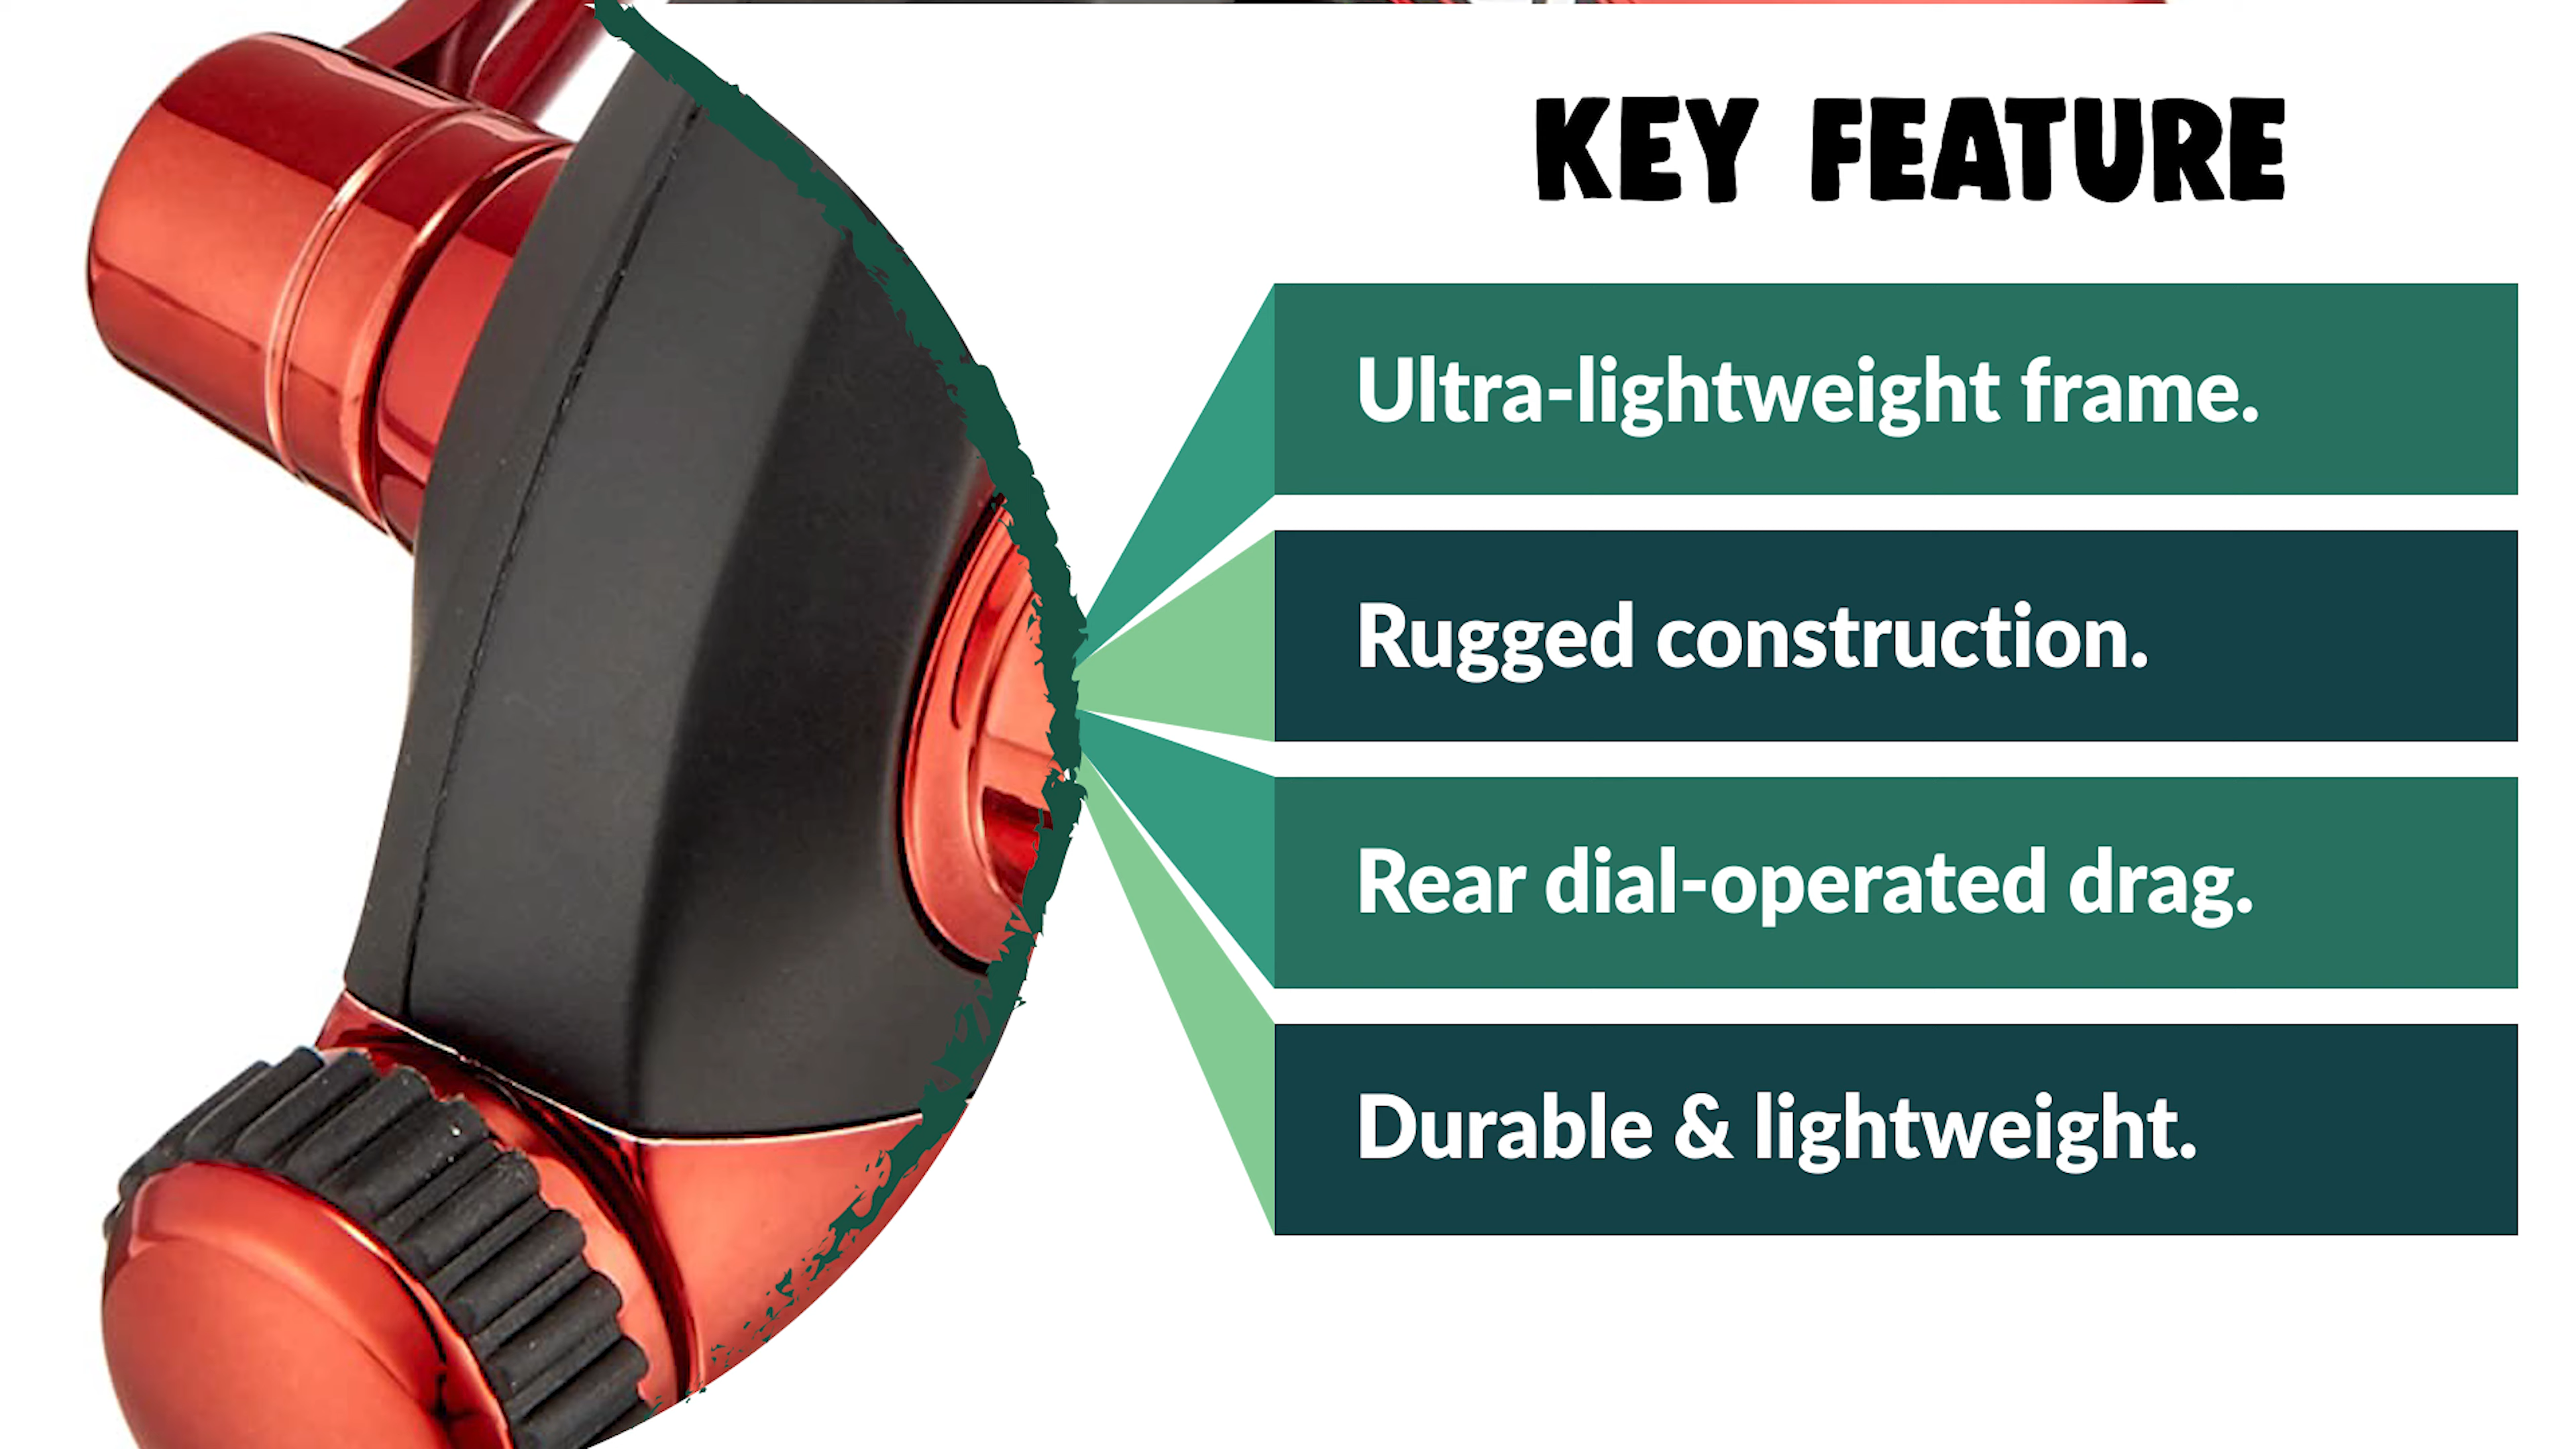 KEY FEATURE
Ultra-lightweight frame.
Rugged construction.
Rear dial-operated drag.
Durable & lightweight.